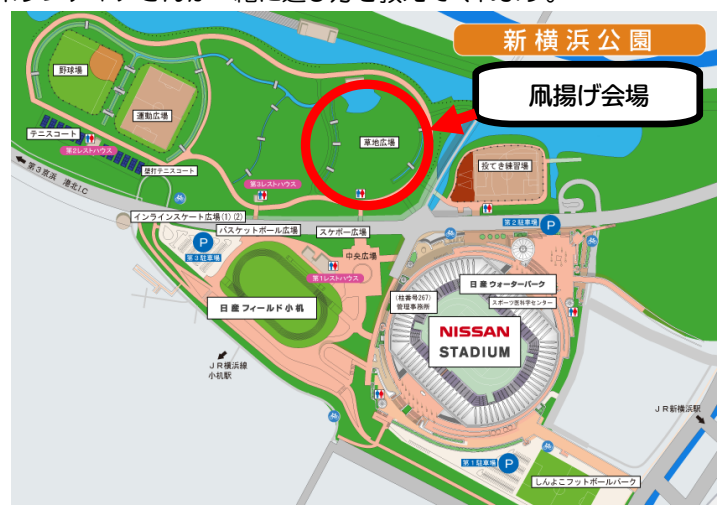 新横浜公園
凧揚げ会場
野球場
運動広場
テニスコート
第2レストハウス
壁打テニスコート
草地広場
第3レストハウス
投てき練習場
第3京浜 港北IC
インラインスケート広場(1)(2)
バスケットボール広場
スケボー広場
第2駐車場 P
P
第3駐車場
中央広場
第1レストハウス
日産フィールド小机
(柱番号267)
管理事務所
日産ウォーターパーク
スポーツ医科学センター
NISSAN
STADIUM
JR横浜線
小机駅
JR新横浜駅
第1駐車場 P
しんよこフットボールパーク